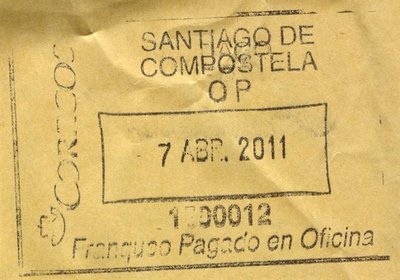 CORREOS
SANTIAGO DE
COMPOSTELA
O P
7 ABR. 2011
Franqueo Pagado en Oficina